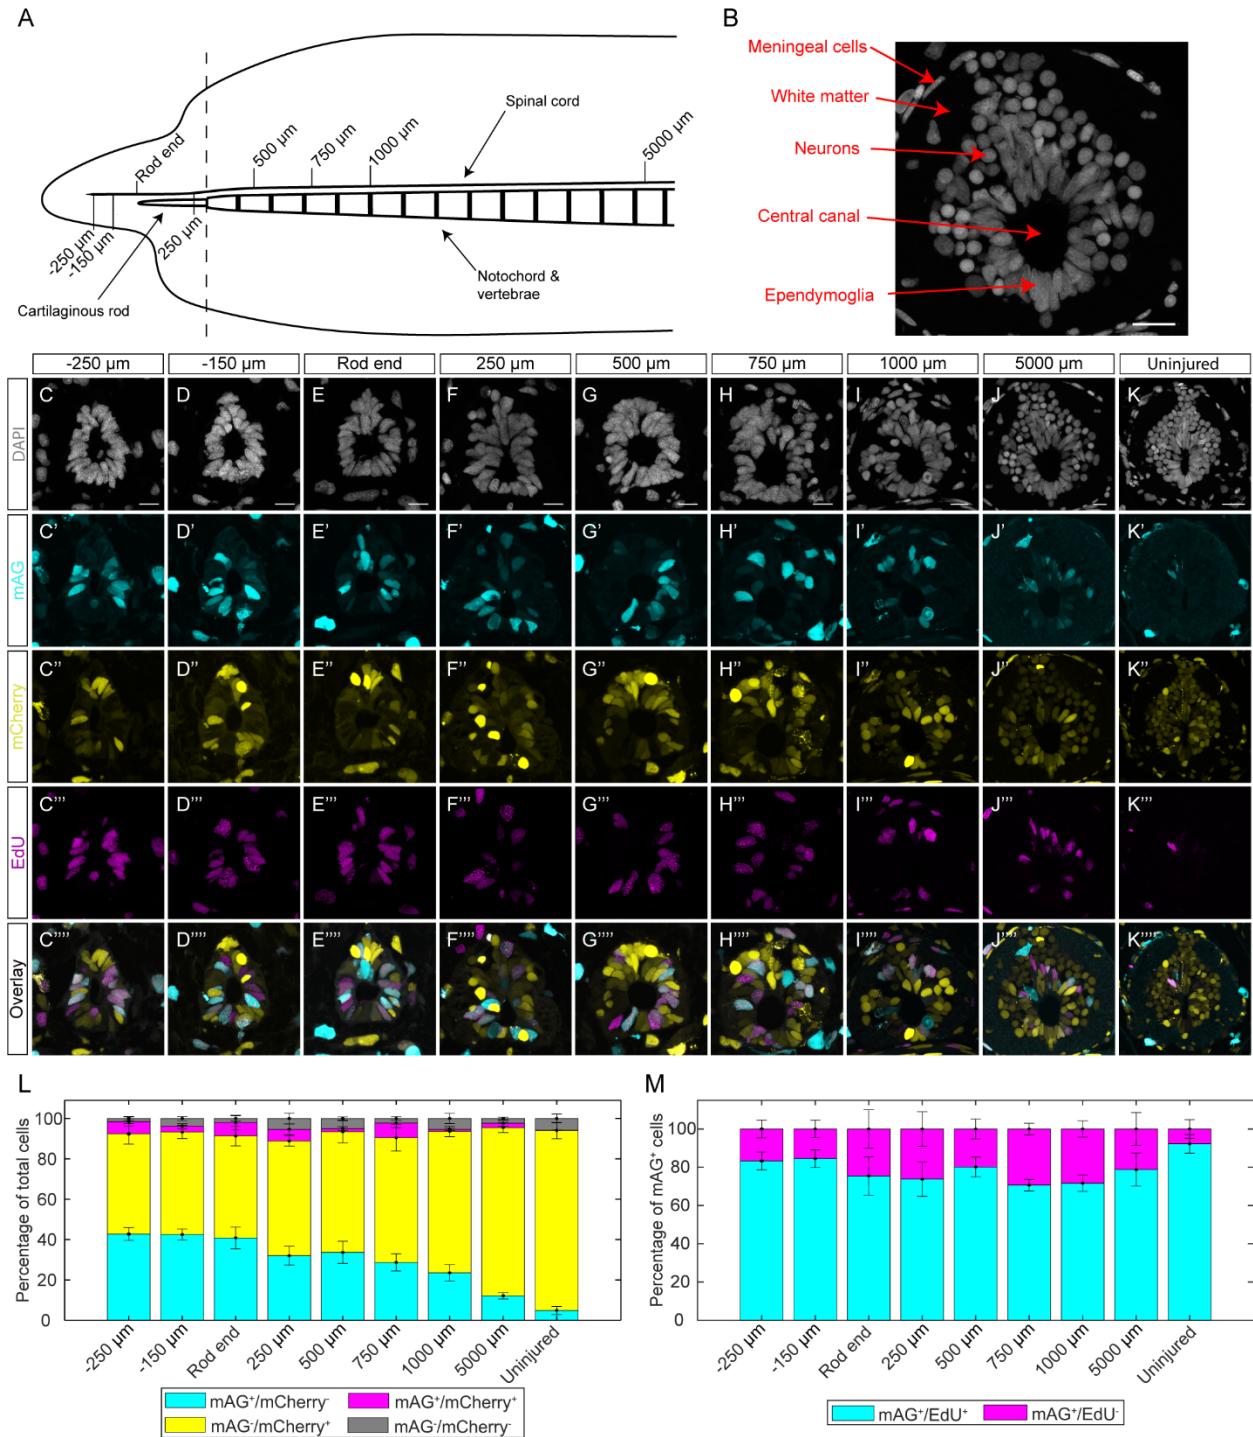 A
B
Rod end
500 µm
750 µm
1000 µm
Spinal cord
5000 µm
-250 µm
-150 µm
250 µm
Cartilaginous rod
Notochord &
vertebrae
Meningeal cells
White matter
Neurons
Central canal
Ependymoglia
-250 µm -150 µm Rod end 250 µm 500 µm 750 µm 1000 µm 5000 µm Uninjured
DAPI C D E F G H I J K
mAG C' D' E' F' G' H' I' J' K'
mCherry C'' D'' E'' F'' G'' H'' I'' J'' K''
EdU C''' D''' E''' F''' G''' H''' I''' J''' K'''
Overlay C'''' D'''' E'''' F'''' G'''' H'''' I'''' J'''' K''''
L
Percentage of total cells
100
80
60
40
20
0
-250 µm -150 µm Rod end 250 µm 500 µm 750 µm 1000 µm 5000 µm Uninjured
mAG⁺/mCherry⁻ mAG⁺/mCherry⁺
mAG⁻/mCherry⁺ mAG⁻/mCherry⁻
M
Percentage of mAG⁺ cells
100
80
60
40
20
0
-250 µm -150 µm Rod end 250 µm 500 µm 750 µm 1000 µm 5000 µm Uninjured
mAG⁺/EdU⁺ mAG⁺/EdU⁻